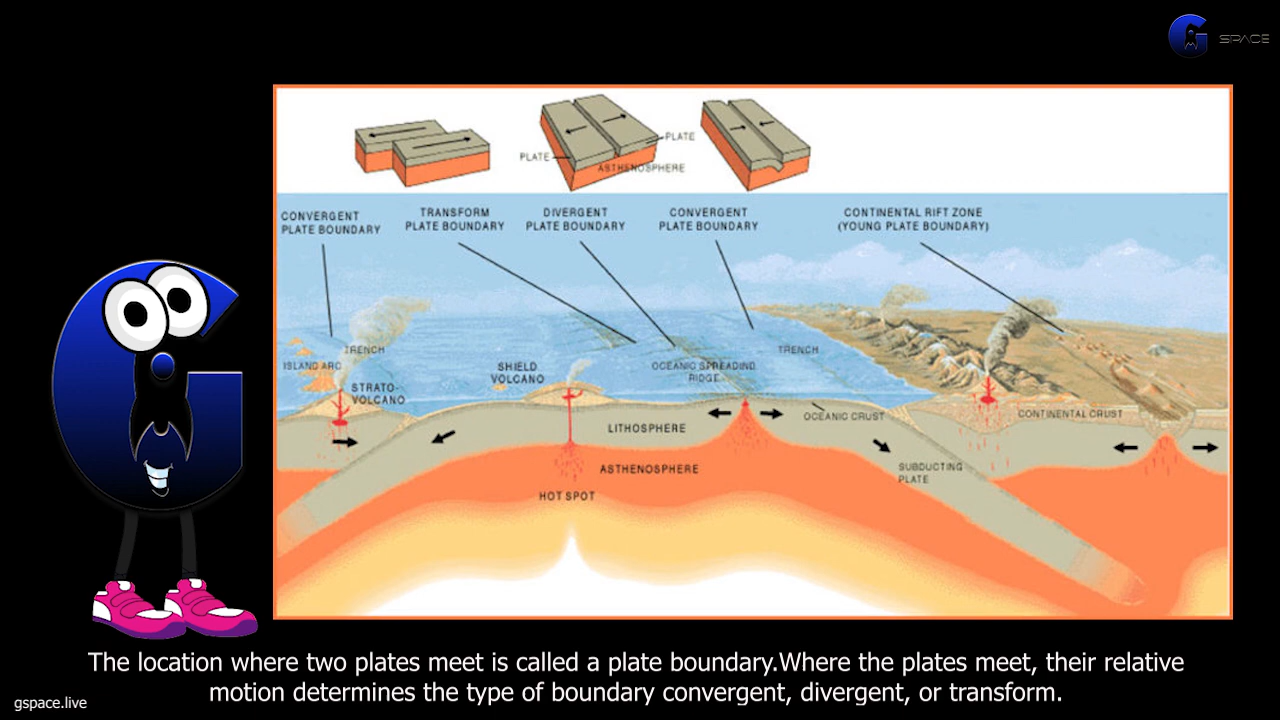 G SPACE
PLATE
PLATE
ASTHENOSPHERE
CONVERGENT
PLATE BOUNDARY
TRANSFORM
PLATE BOUNDARY
DIVERGENT
PLATE BOUNDARY
CONVERGENT
PLATE BOUNDARY
CONTINENTAL RIFT ZONE
(YOUNG PLATE BOUNDARY)
TRENCH
ISLAND ARC
STRATO-
VOLCANO
SHIELD
VOLCANO
OCEANIC SPREADING
RIDGE
TRENCH
OCEANIC CRUST
CONTINENTAL CRUST
LITHOSPHERE
ASTHENOSPHERE
SUBDUCTING
PLATE
HOT SPOT
The location where two plates meet is called a plate boundary.Where the plates meet, their relative
motion determines the type of boundary convergent, divergent, or transform.
gspace.live